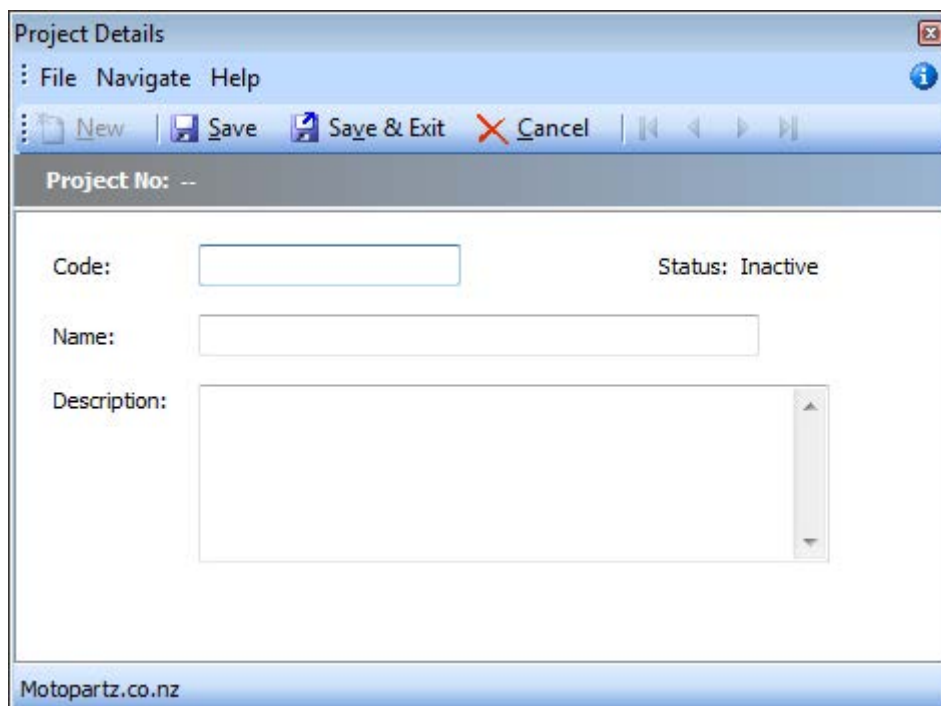 Project Details
File Navigate Help
New Save Save & Exit Cancel
Project No: --
Code: Status: Inactive
Name:
Description:
Motopartz.co.nz